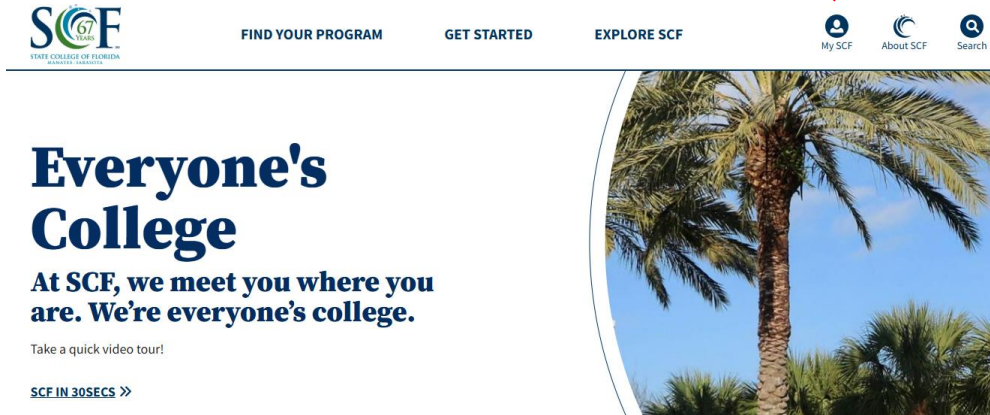 SCF
67
YEARS
STATE COLLEGE OF FLORIDA
MANATEE-SARASOTA
FIND YOUR PROGRAM
GET STARTED
EXPLORE SCF
My SCF
About SCF
Search
Everyone's
College
At SCF, we meet you where you
are. We’re everyone’s college.
Take a quick video tour!
SCF IN 30SECS »